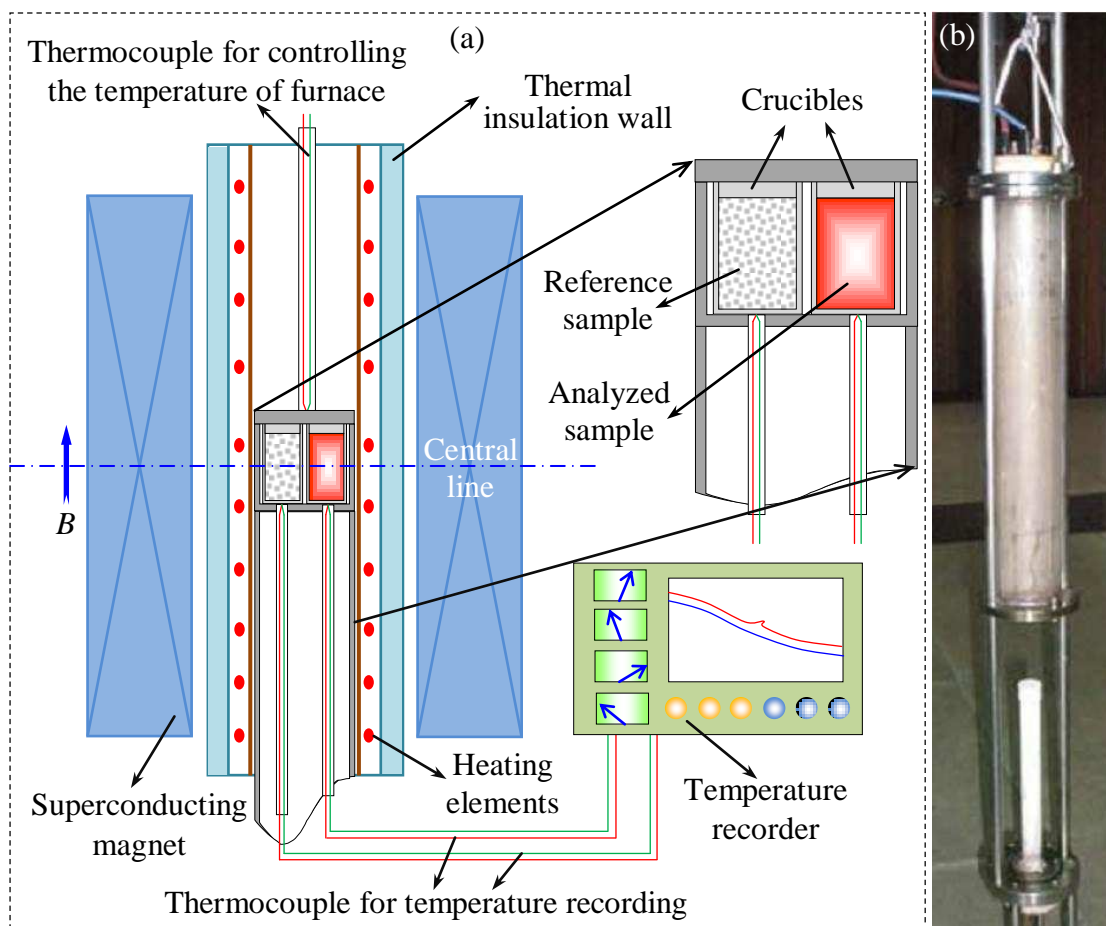 (a)
Thermocouple for controlling
the temperature of furnace
Thermal
insulation wall
Crucibles
(b)
Reference
sample
Analyzed
sample
Central
line
B
Superconducting
magnet
Heating
elements
Temperature
recorder
Thermocouple for temperature recording